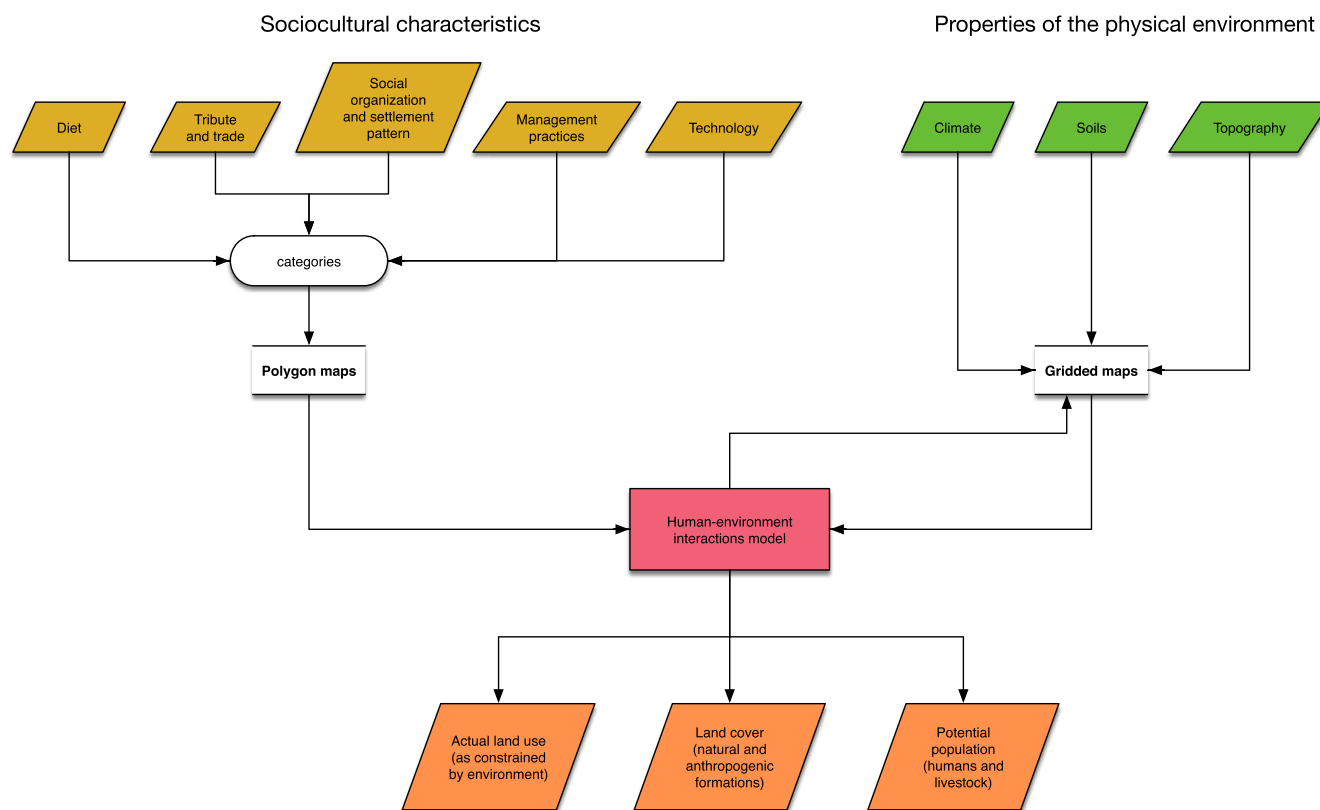 Sociocultural characteristics
Properties of the physical environment
Diet
Tribute
and trade
Social
organization
and settlement
pattern
Management
practices
Technology
Climate
Soils
Topography
categories
Polygon maps
Gridded maps
Human-environment
interactions model
Actual land use
(as constrained
by environment)
Land cover
(natural and
anthropogenic
formations)
Potential
population
(humans and
livestock)